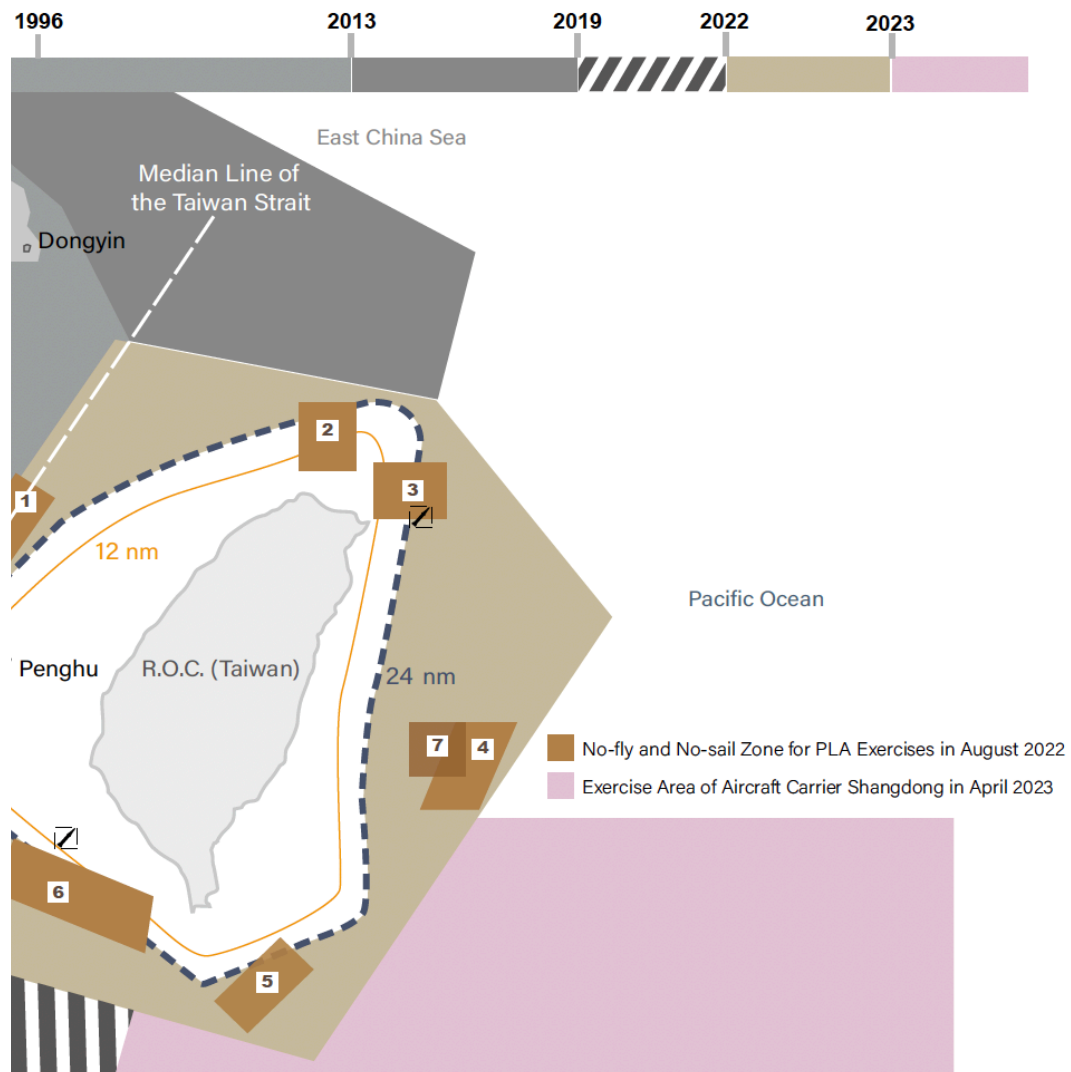 1996
2013
2019
2022
2023
East China Sea
Median Line of
the Taiwan Strait
Dongyin
2
3
1
12 nm
Pacific Ocean
Penghu
R.O.C. (Taiwan)
24 nm
7
4
No-fly and No-sail Zone for PLA Exercises in August 2022
Exercise Area of Aircraft Carrier Shangdong in April 2023
6
5